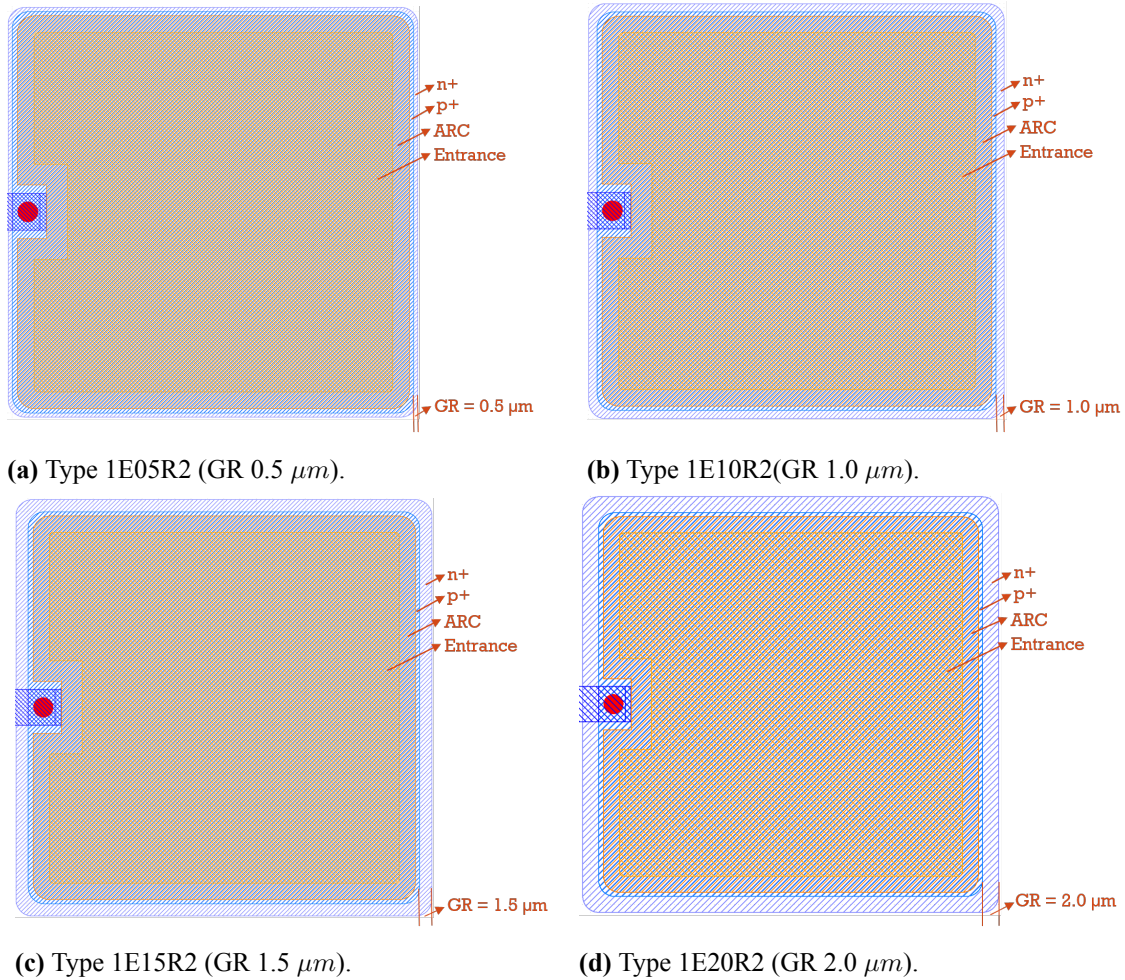 n+
p+
ARC
Entrance
GR = 0.5 μm
(a) Type 1E05R2 (GR 0.5 μm).
n+
p+
ARC
Entrance
GR = 1.0 μm
(b) Type 1E10R2(GR 1.0 μm).
n+
p+
ARC
Entrance
GR = 1.5 μm
(c) Type 1E15R2 (GR 1.5 μm).
n+
p+
ARC
Entrance
GR = 2.0 μm
(d) Type 1E20R2 (GR 2.0 μm).